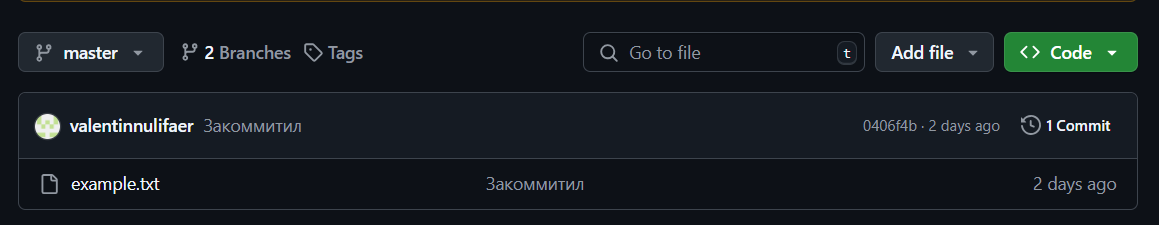 master 2 Branches Tags Go to file t Add file Code
valentinnulifaer Закоммитил 0406f4b · 2 days ago 1 Commit
example.txt Закоммитил 2 days ago